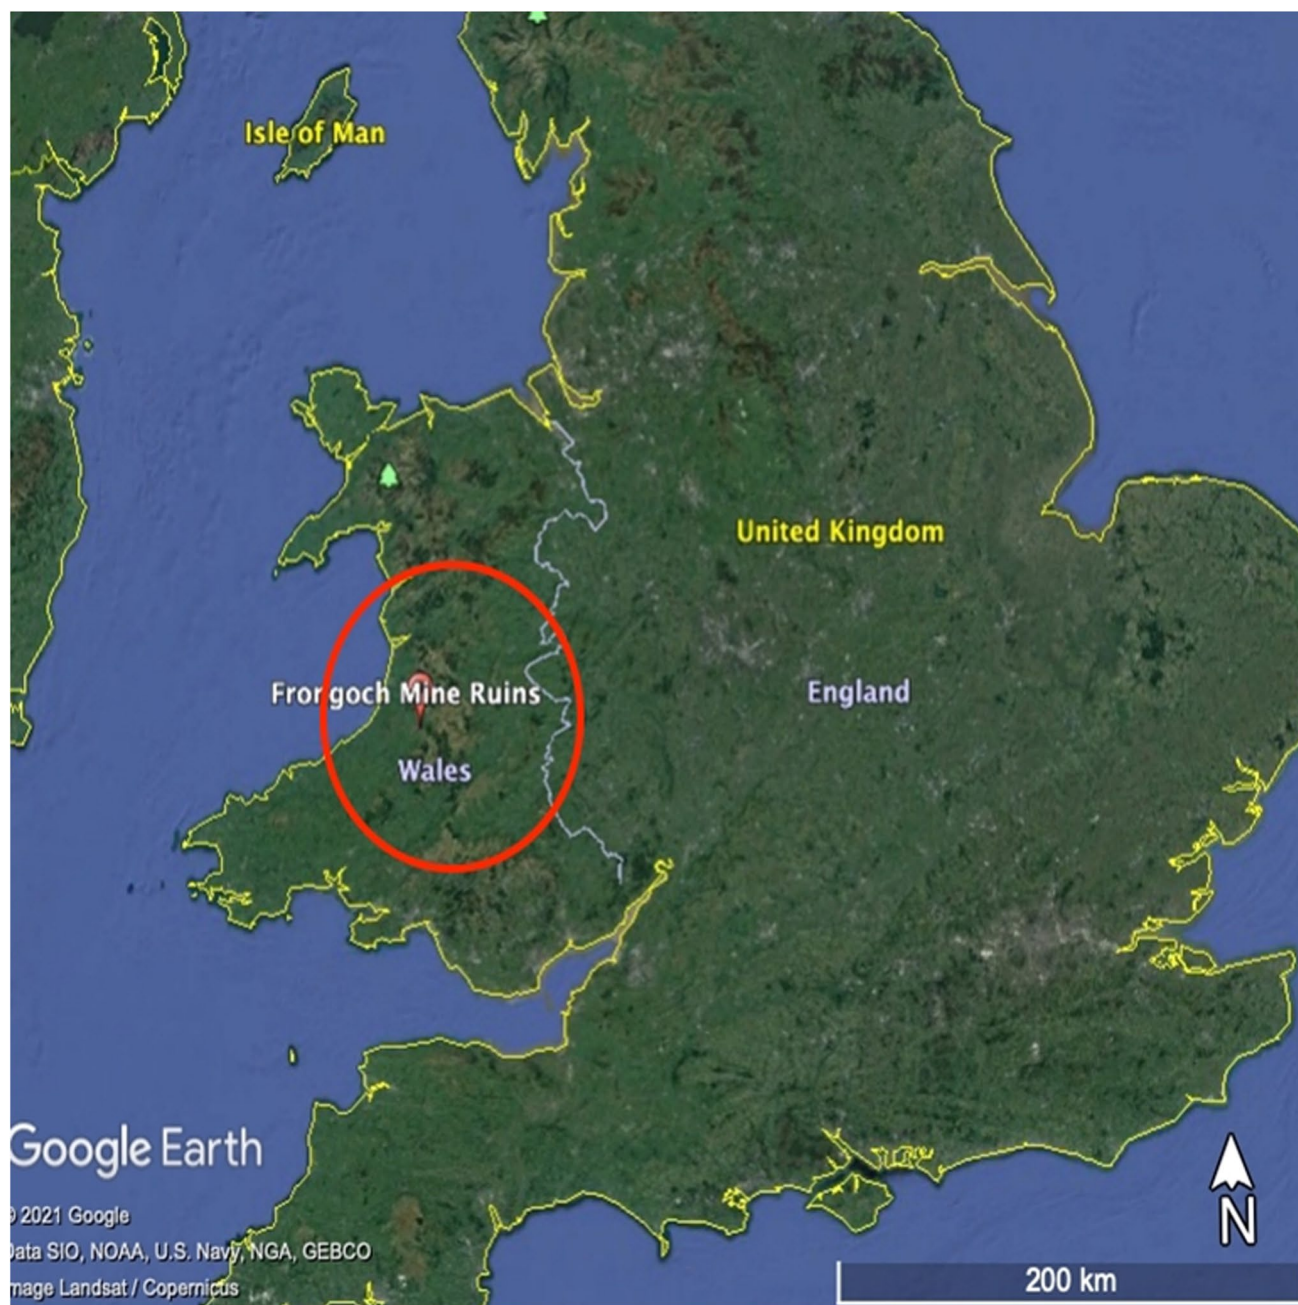 Isle of Man
United Kingdom
England
Frongoch Mine Ruins
Wales
Google Earth
© 2021 Google
Data SIO, NOAA, U.S. Navy, NGA, GEBCO
Image Landsat / Copernicus
N
200 km